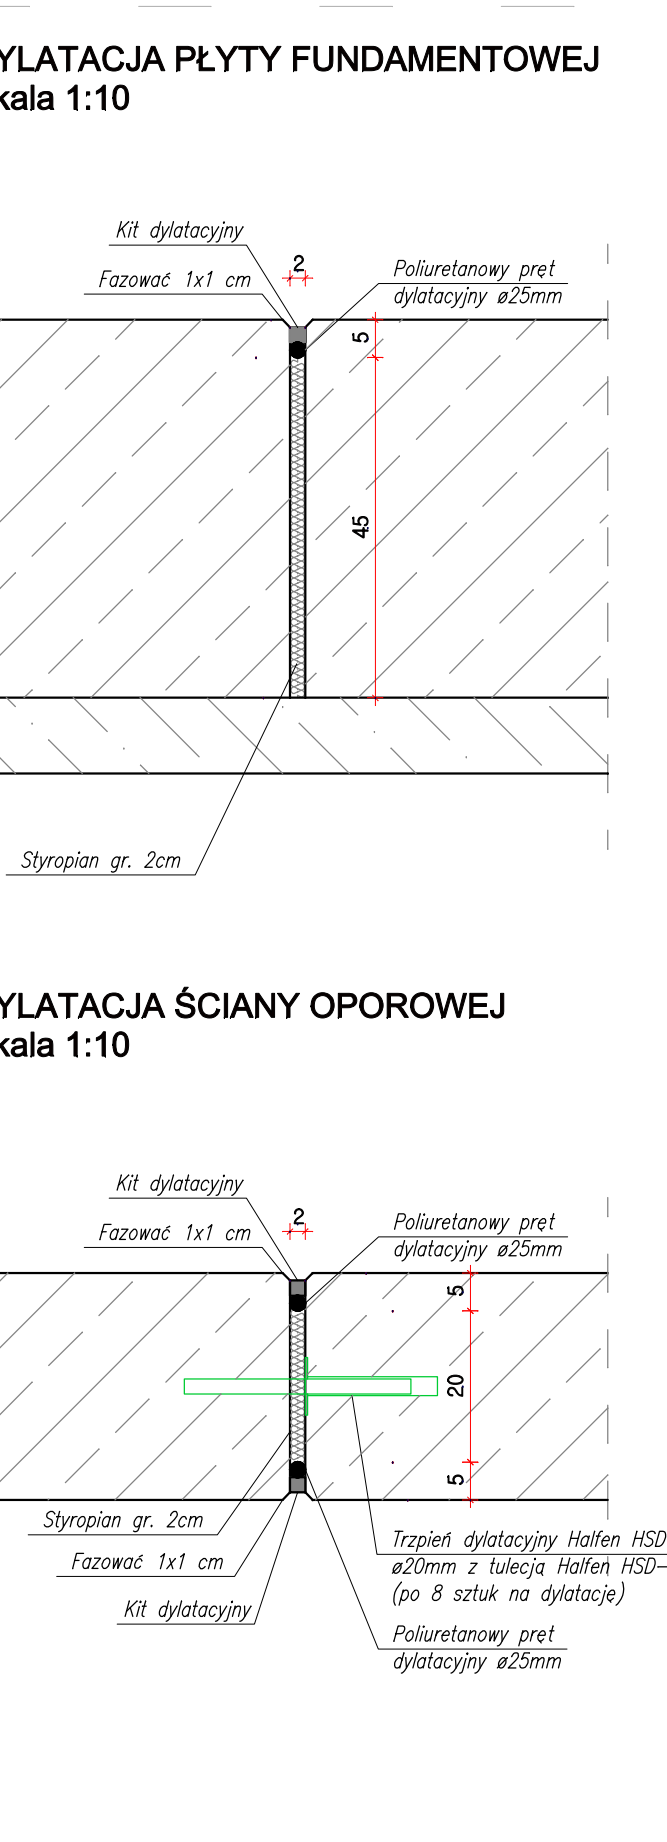 YLATACJA PŁYTY FUNDAMENTOWEJ
kala 1:10
Kit dylatacyjny
2
Fazować 1x1 cm
Poliuretanowy pręt
dylatacyjny ø25mm
5
45
Styropian gr. 2cm
YLATACJA ŚCIANY OPOROWEJ
kala 1:10
Kit dylatacyjny
2
Fazować 1x1 cm
Poliuretanowy pręt
dylatacyjny ø25mm
5
20
5
Styropian gr. 2cm
Fazować 1x1 cm
Kit dylatacyjny
Trzpień dylatacyjny Halfen HSD
ø20mm z tuleją Halfen HSD-
(po 8 sztuk na dylatację)
Poliuretanowy pręt
dylatacyjny ø25mm